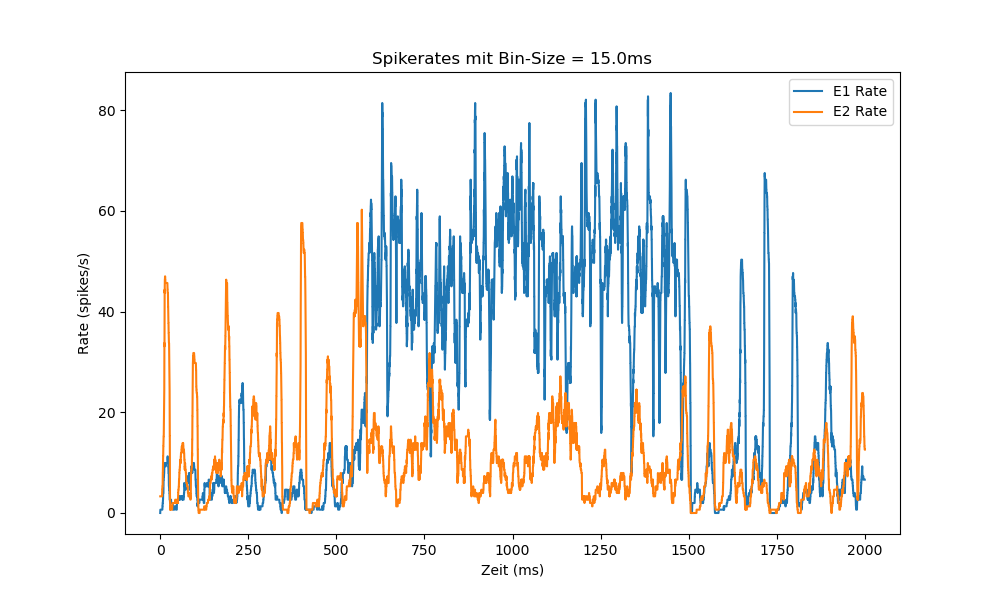 Spikerates mit Bin-Size = 15.0ms
E1 Rate
E2 Rate
Rate (spikes/s)
80
60
40
20
0
0 250 500 750 1000 1250 1500 1750 2000
Zeit (ms)